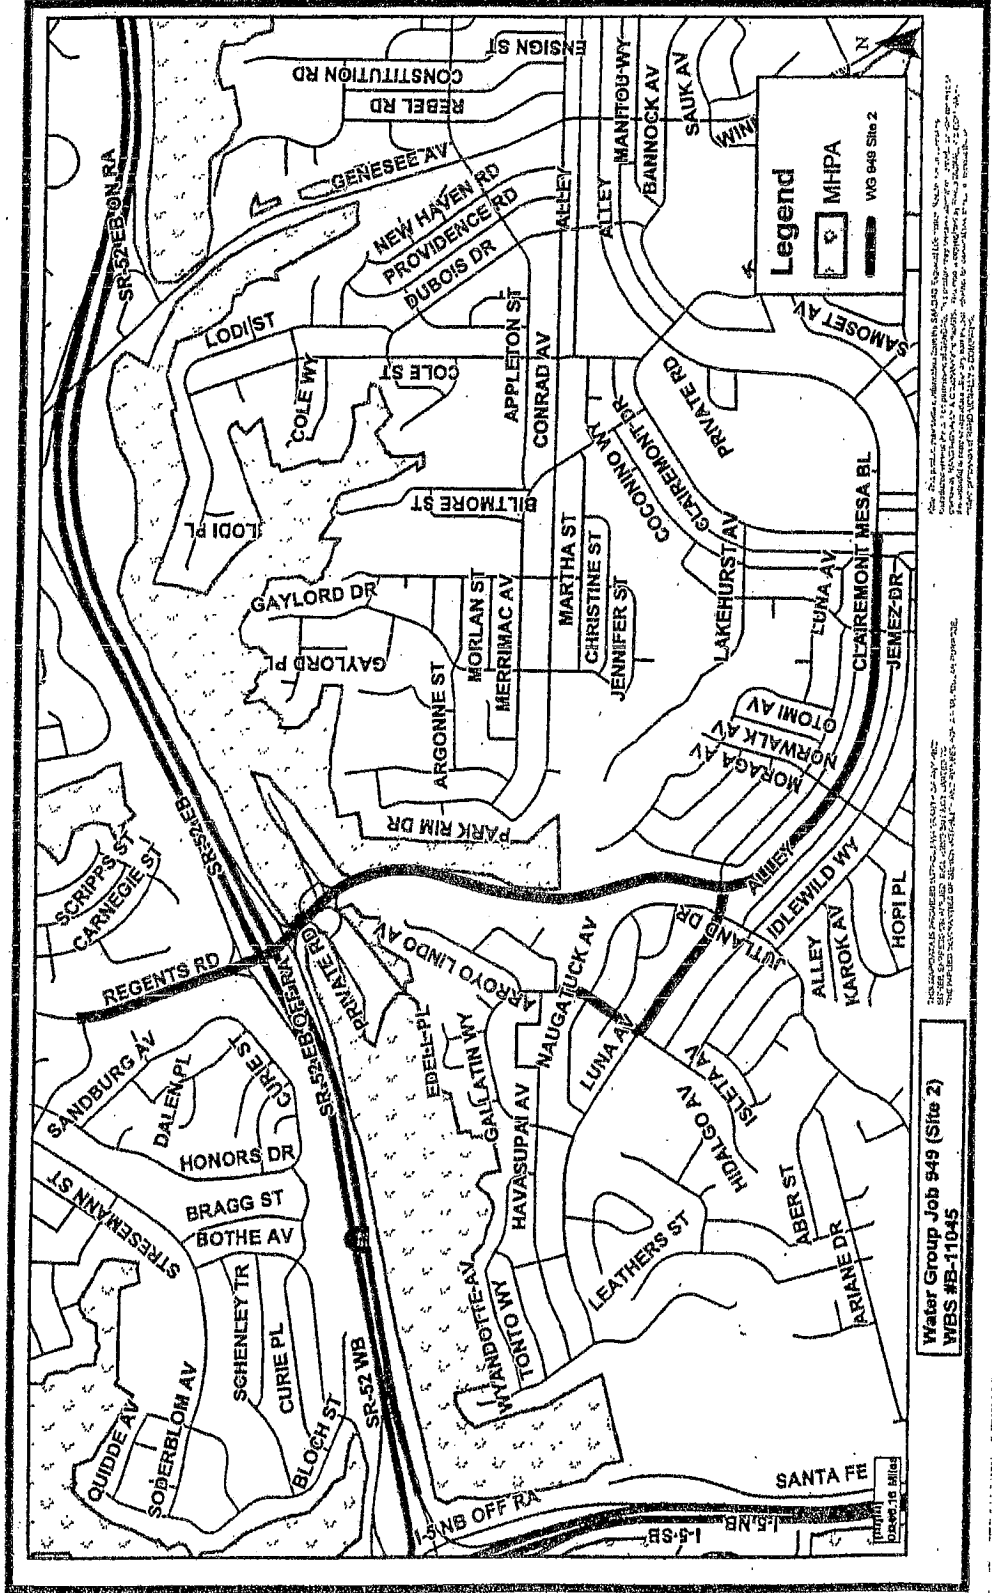 ENSIGN ST
CONSTITUTION RD
REBEL RD
GENESEE AV
NEW HAVEN RD
PROVIDENCE RD
DUBOIS DR
ALLEY
ALLEY
MANITOU WY
BANNOCK AV
SAUK AV
N
Legend
MHPA
WG 949 Site 2
SR-52 EB ON RA
LODI ST
COLE WY
COLE ST
APPLETON ST
CONRAD AV
SAMOSET AV
PRIVATE RD
COCONINO WY
CLAIREMONT DR
LODI PL
BILTMORE ST
MARTHA ST
CHRISTINE ST
JENNIFER ST
LAKEHURST AV
LUNA AV
CLAIREMONT MESA BL
JEMEZ DR
GAYLORD DR
GAYLORD PL
MORLAN ST
MERRIMAC AV
ARGONNE ST
OTOMI AV
NORWALK AV
MORAGA AV
PARK RIM DR
SR-52 EB
SCRIPPS ST
CARNEGIE ST
REGENTS RD
PRIVATE RD
ARROYO LINDO AV
ALLEY
IDLEWILD WY
JUTLAND DR
ALLEY
KAROK AV
HOPI PL
SANDBURG AV
DALEN PL
CURIE ST
PRIVATE RD
EDELL PL
GALLATIN WY
NAUGATUCK AV
LUNA AV
ISLETA AV
HIDALGO AV
HONORS DR
BRAGG ST
BOTHE AV
STRESEMANN ST
HAVASUPAI AV
LEATHERS ST
ABER ST
ARIANE DR
SCHENLEY TR
CURIE PL
BLOCH ST
SR-52 WB
WYANDOTTE AV
TONTO WY
QUIDDE AV
SODERBLOM AV
I-5 NB OFF RA
I-5 SB
I-5 NB
SANTA FE
Water Group Job 949 (Site 2)
WBS #B-11045